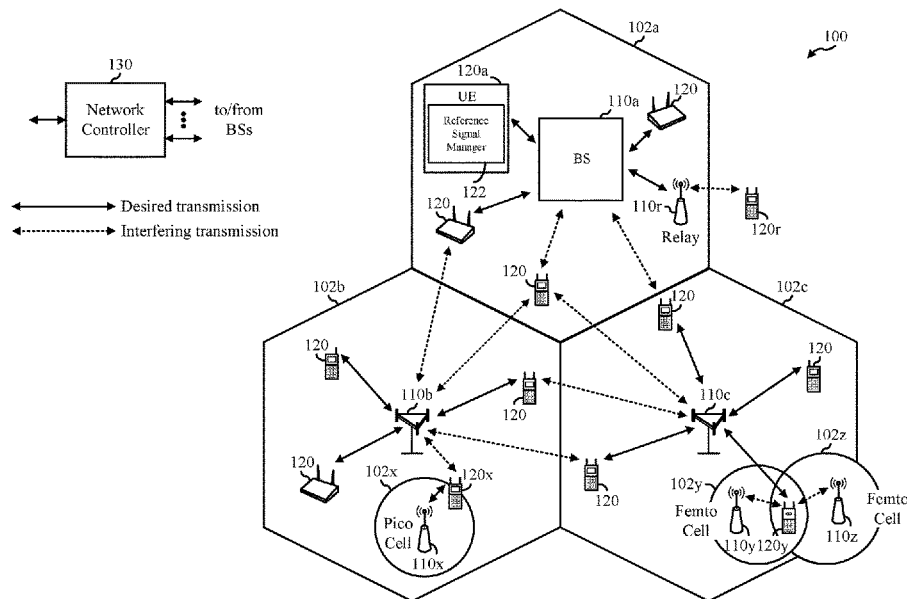 102a
100
130
Network
Controller
to/from
BSs
Desired transmission
Interfering transmission
120a
UE
Reference
Signal
Manager
122
110a
BS
120
110r
Relay
120r
120
102b
120
120
102c
120
110b
120
110c
120
120
102x
120x
Pico
Cell
110x
120
102y
102z
Femto
Cell
Femto
Cell
110y
120y
110z